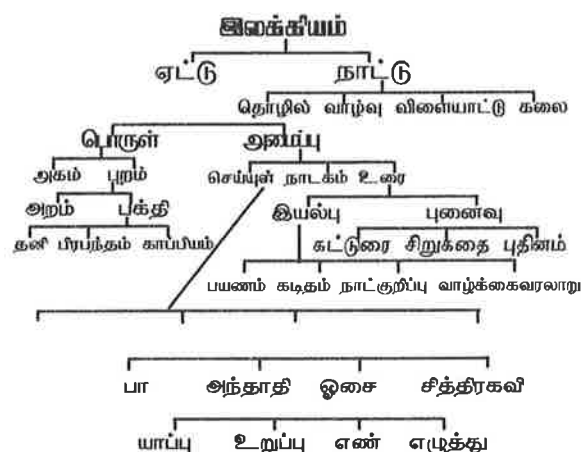 இலக்கியம்
ஏட்டு நாட்டு
தொழில் வாழ்வு விளையாட்டு கலை
பொருள் அமைப்பு
அகம் புறம் செய்யுள் நாடகம் உரை
அறம் பக்தி இயல்பு புனைவு
தனி பிரபந்தம் காப்பியம் கட்டுரை சிறுக்தை புதினம்
பயணம் கடிதம் நாட்குறிப்பு வாழ்க்கைவரலாறு
பா அந்தாதி ஓசை சித்திரகவி
யாப்பு உறுப்பு எண் எழுத்து